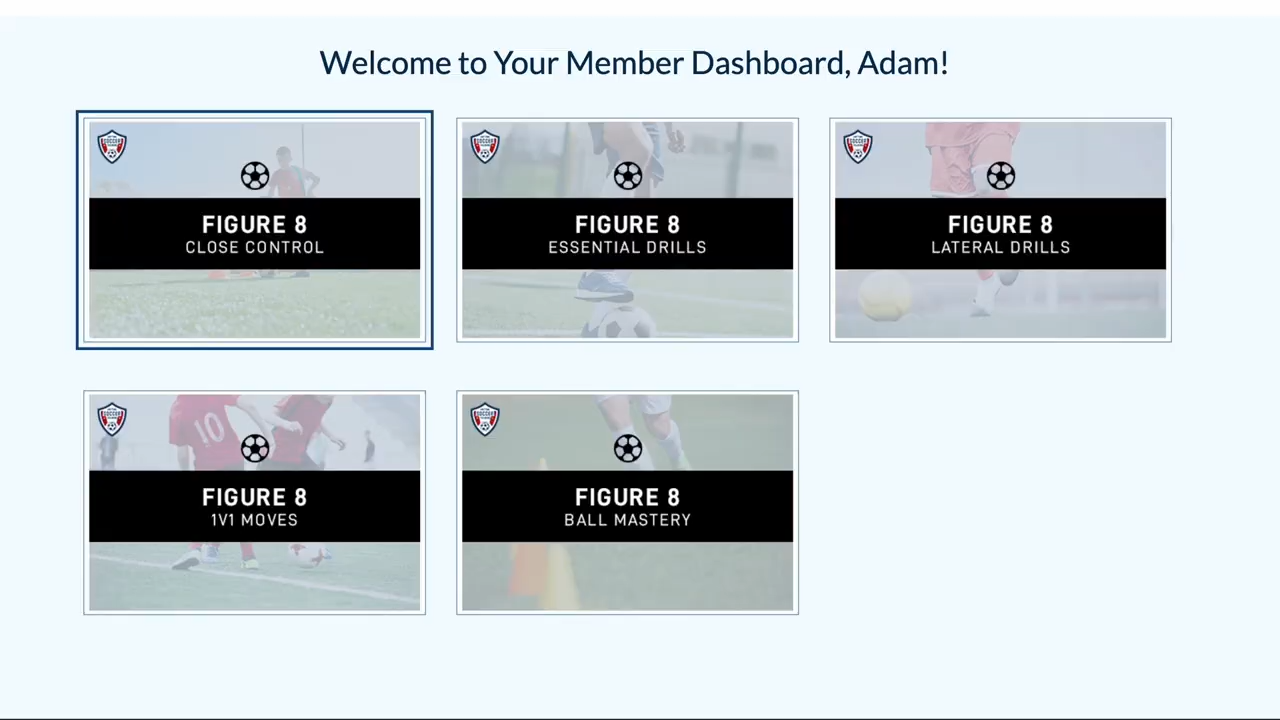 Welcome to Your Member Dashboard, Adam!
FIGURE 8
CLOSE CONTROL
FIGURE 8
ESSENTIAL DRILLS
FIGURE 8
LATERAL DRILLS
FIGURE 8
1V1 MOVES
10
FIGURE 8
BALL MASTERY